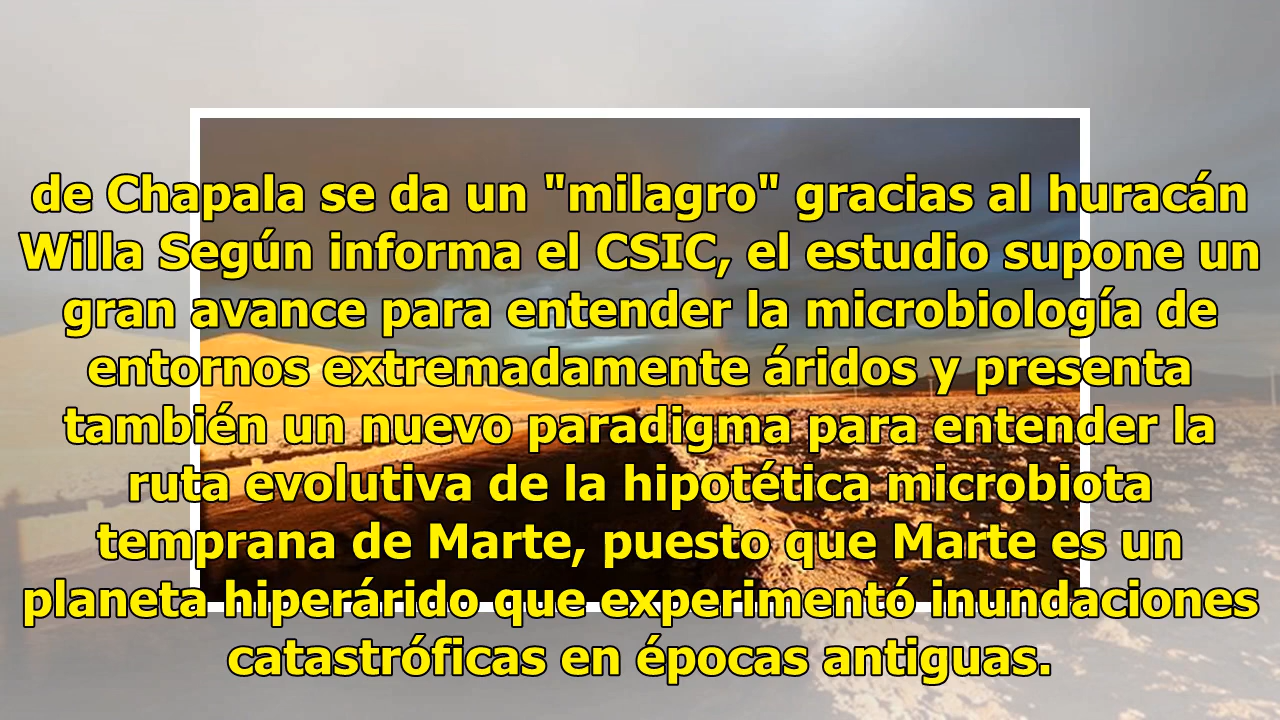 de Chapala se da un "milagro" gracias al huracán
Willa Según informa el CSIC, el estudio supone un
gran avance para entender la microbiología de
entornos extremadamente áridos y presenta
también un nuevo paradigma para entender la
ruta evolutiva de la hipotética microbiota
temprana de Marte, puesto que Marte es un
planeta hiperárido que experimentó inundaciones
catastróficas en épocas antiguas.